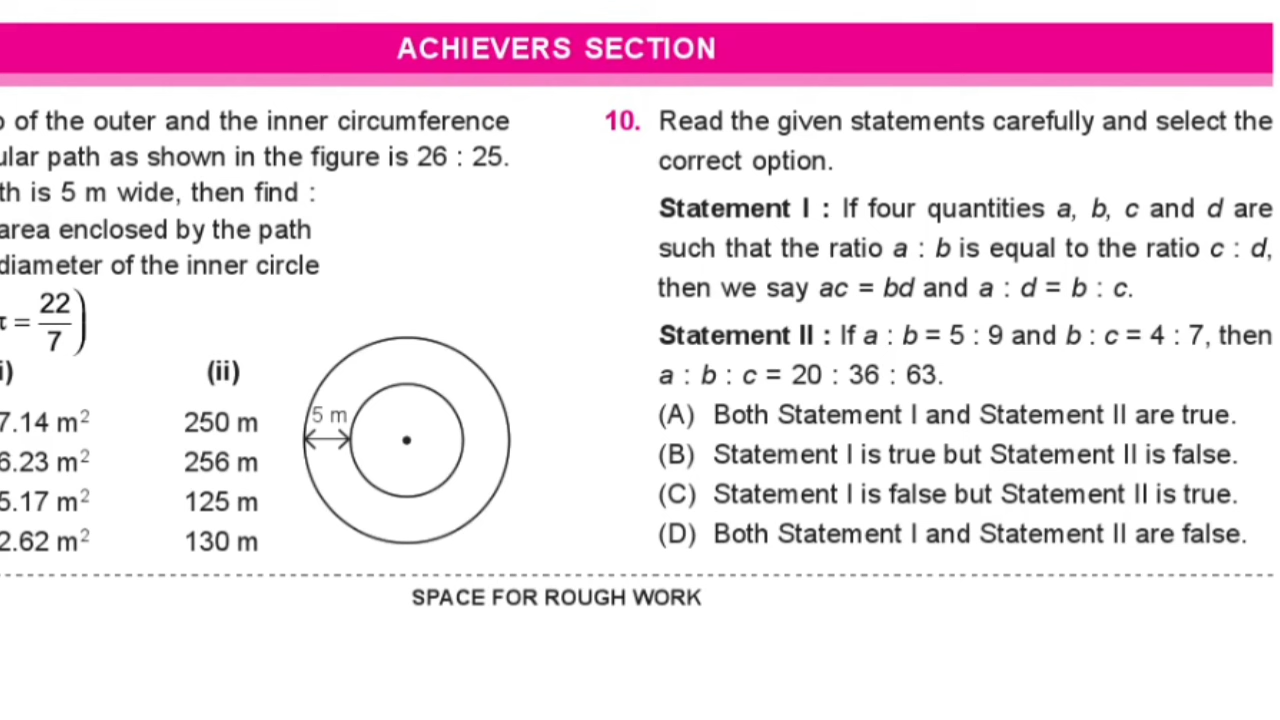 ACHIEVERS SECTION
of the outer and the inner circumference
path as shown in the figure is 26 : 25.
is 5 m wide, then find :
area enclosed by the path
diameter of the inner circle
= 22/7)
(ii)
7.14 m² 250 m
6.23 m² 256 m
5.17 m² 125 m
2.62 m² 130 m
5 m
10. Read the given statements carefully and select the
correct option.
Statement I : If four quantities a, b, c and d are
such that the ratio a : b is equal to the ratio c : d,
then we say ac = bd and a : d = b : c.
Statement II : If a : b = 5 : 9 and b : c = 4 : 7, then
a : b : c = 20 : 36 : 63.
(A) Both Statement I and Statement II are true.
(B) Statement I is true but Statement II is false.
(C) Statement I is false but Statement II is true.
(D) Both Statement I and Statement II are false.
SPACE FOR ROUGH WORK